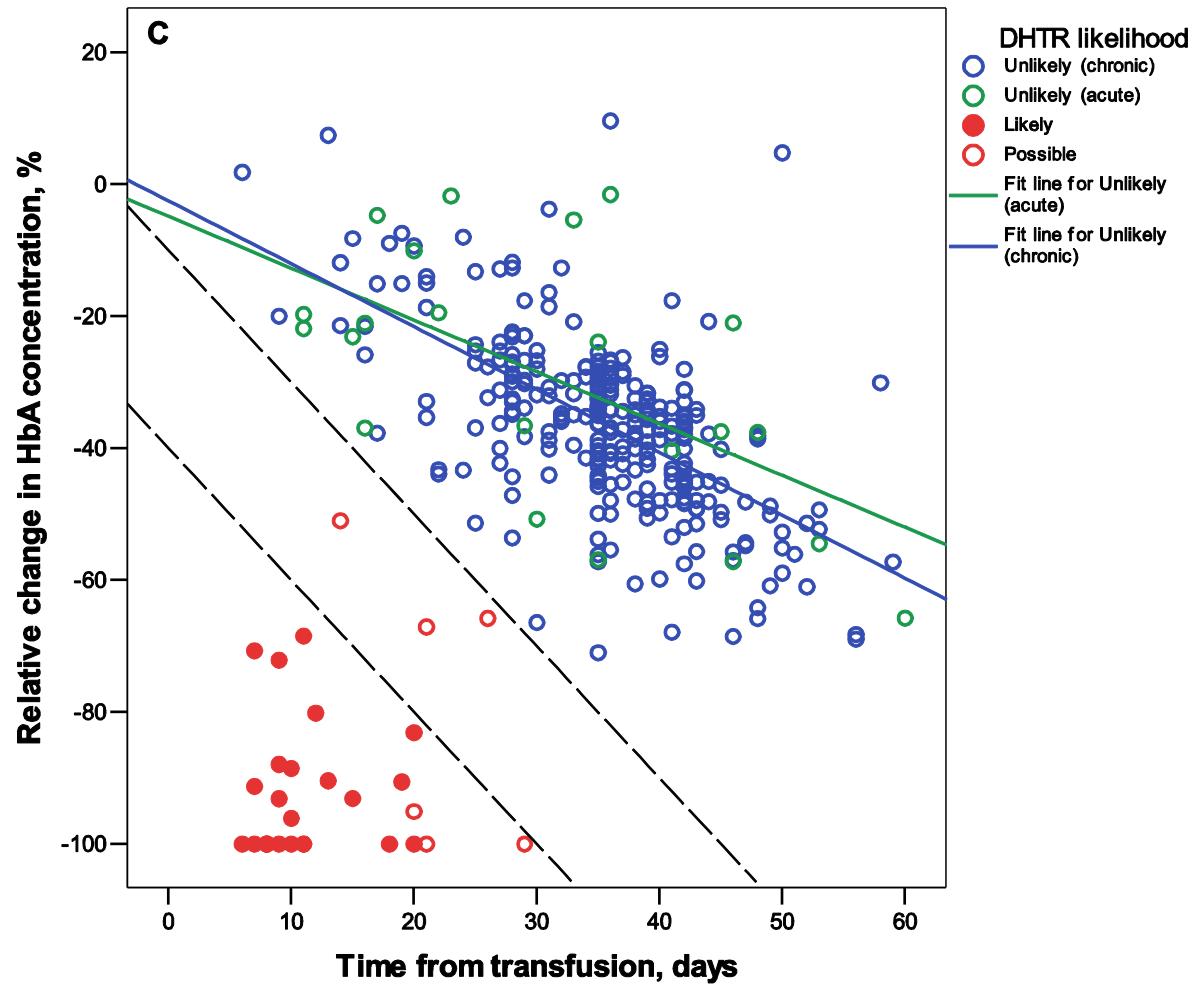 C
20
0
-20
-40
-60
-80
-100
Relative change in HbA concentration, %
0 10 20 30 40 50 60
Time from transfusion, days
DHTR likelihood
Unlikely (chronic)
Unlikely (acute)
Likely
Possible
Fit line for Unlikely
(acute)
Fit line for Unlikely
(chronic)